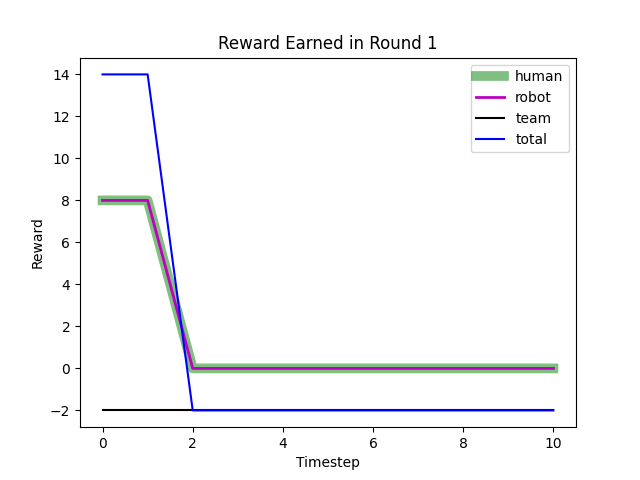 Reward Earned in Round 1
human
robot
team
total
14
12
10
8
6
4
2
0
−2
Reward
0 2 4 6 8 10
Timestep